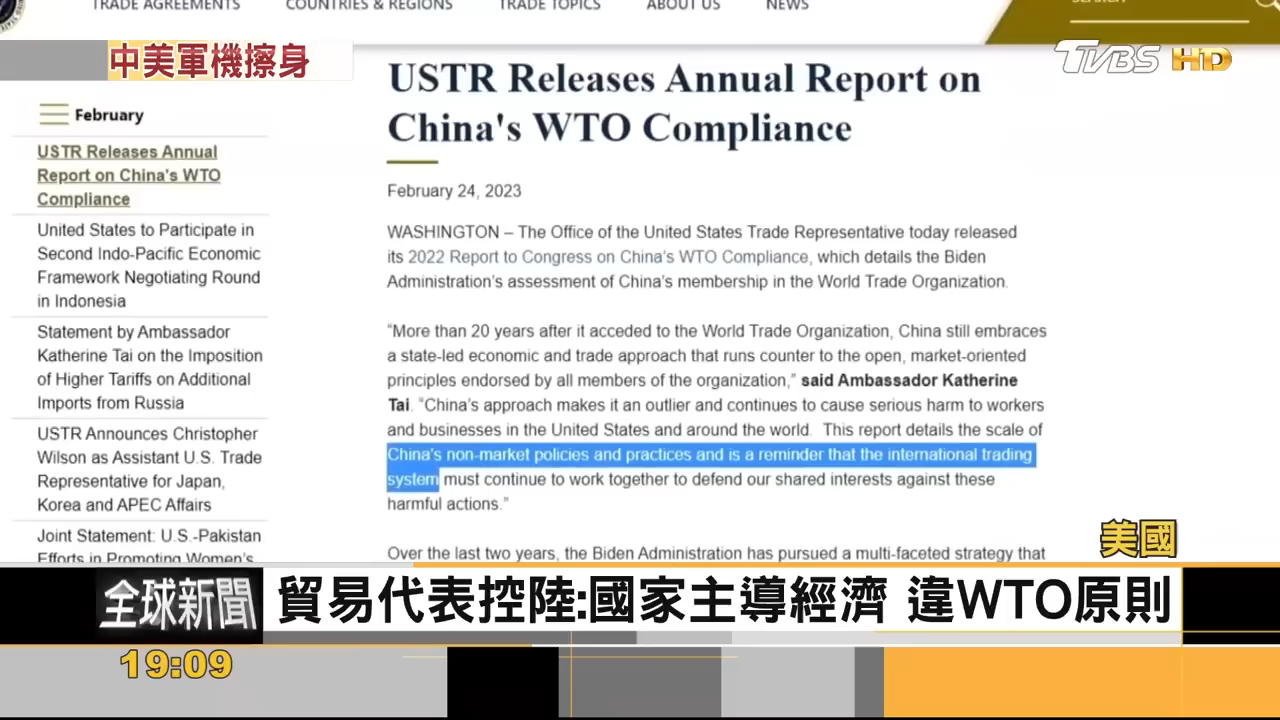 TRADE AGREEMENTS
COUNTRIES & REGIONS
TRADE TOPICS
ABOUT US
NEWS
SEARCH
中美軍機擦身
TVBS HD
February
USTR Releases Annual
Report on China's WTO
Compliance
United States to Participate in
Second Indo-Pacific Economic
Framework Negotiating Round
in Indonesia
Statement by Ambassador
Katherine Tai on the Imposition
of Higher Tariffs on Additional
Imports from Russia
USTR Announces Christopher
Wilson as Assistant U.S. Trade
Representative for Japan,
Korea and APEC Affairs
Joint Statement: U.S.-Pakistan
Efforts in Promoting Women's
USTR Releases Annual Report on
China's WTO Compliance
February 24, 2023
WASHINGTON – The Office of the United States Trade Representative today released
its 2022 Report to Congress on China's WTO Compliance, which details the Biden
Administration's assessment of China's membership in the World Trade Organization.
“More than 20 years after it acceded to the World Trade Organization, China still embraces
a state-led economic and trade approach that runs counter to the open, market-oriented
principles endorsed by all members of the organization,” said Ambassador Katherine
Tai. “China's approach makes it an outlier and continues to cause serious harm to workers
and businesses in the United States and around the world. This report details the scale of
China's non-market policies and practices and is a reminder that the international trading
system must continue to work together to defend our shared interests against these
harmful actions.”
Over the last two years, the Biden Administration has pursued a multi-faceted strategy that
美國
全球新聞
貿易代表控陸:國家主導經濟 違WTO原則
19:09